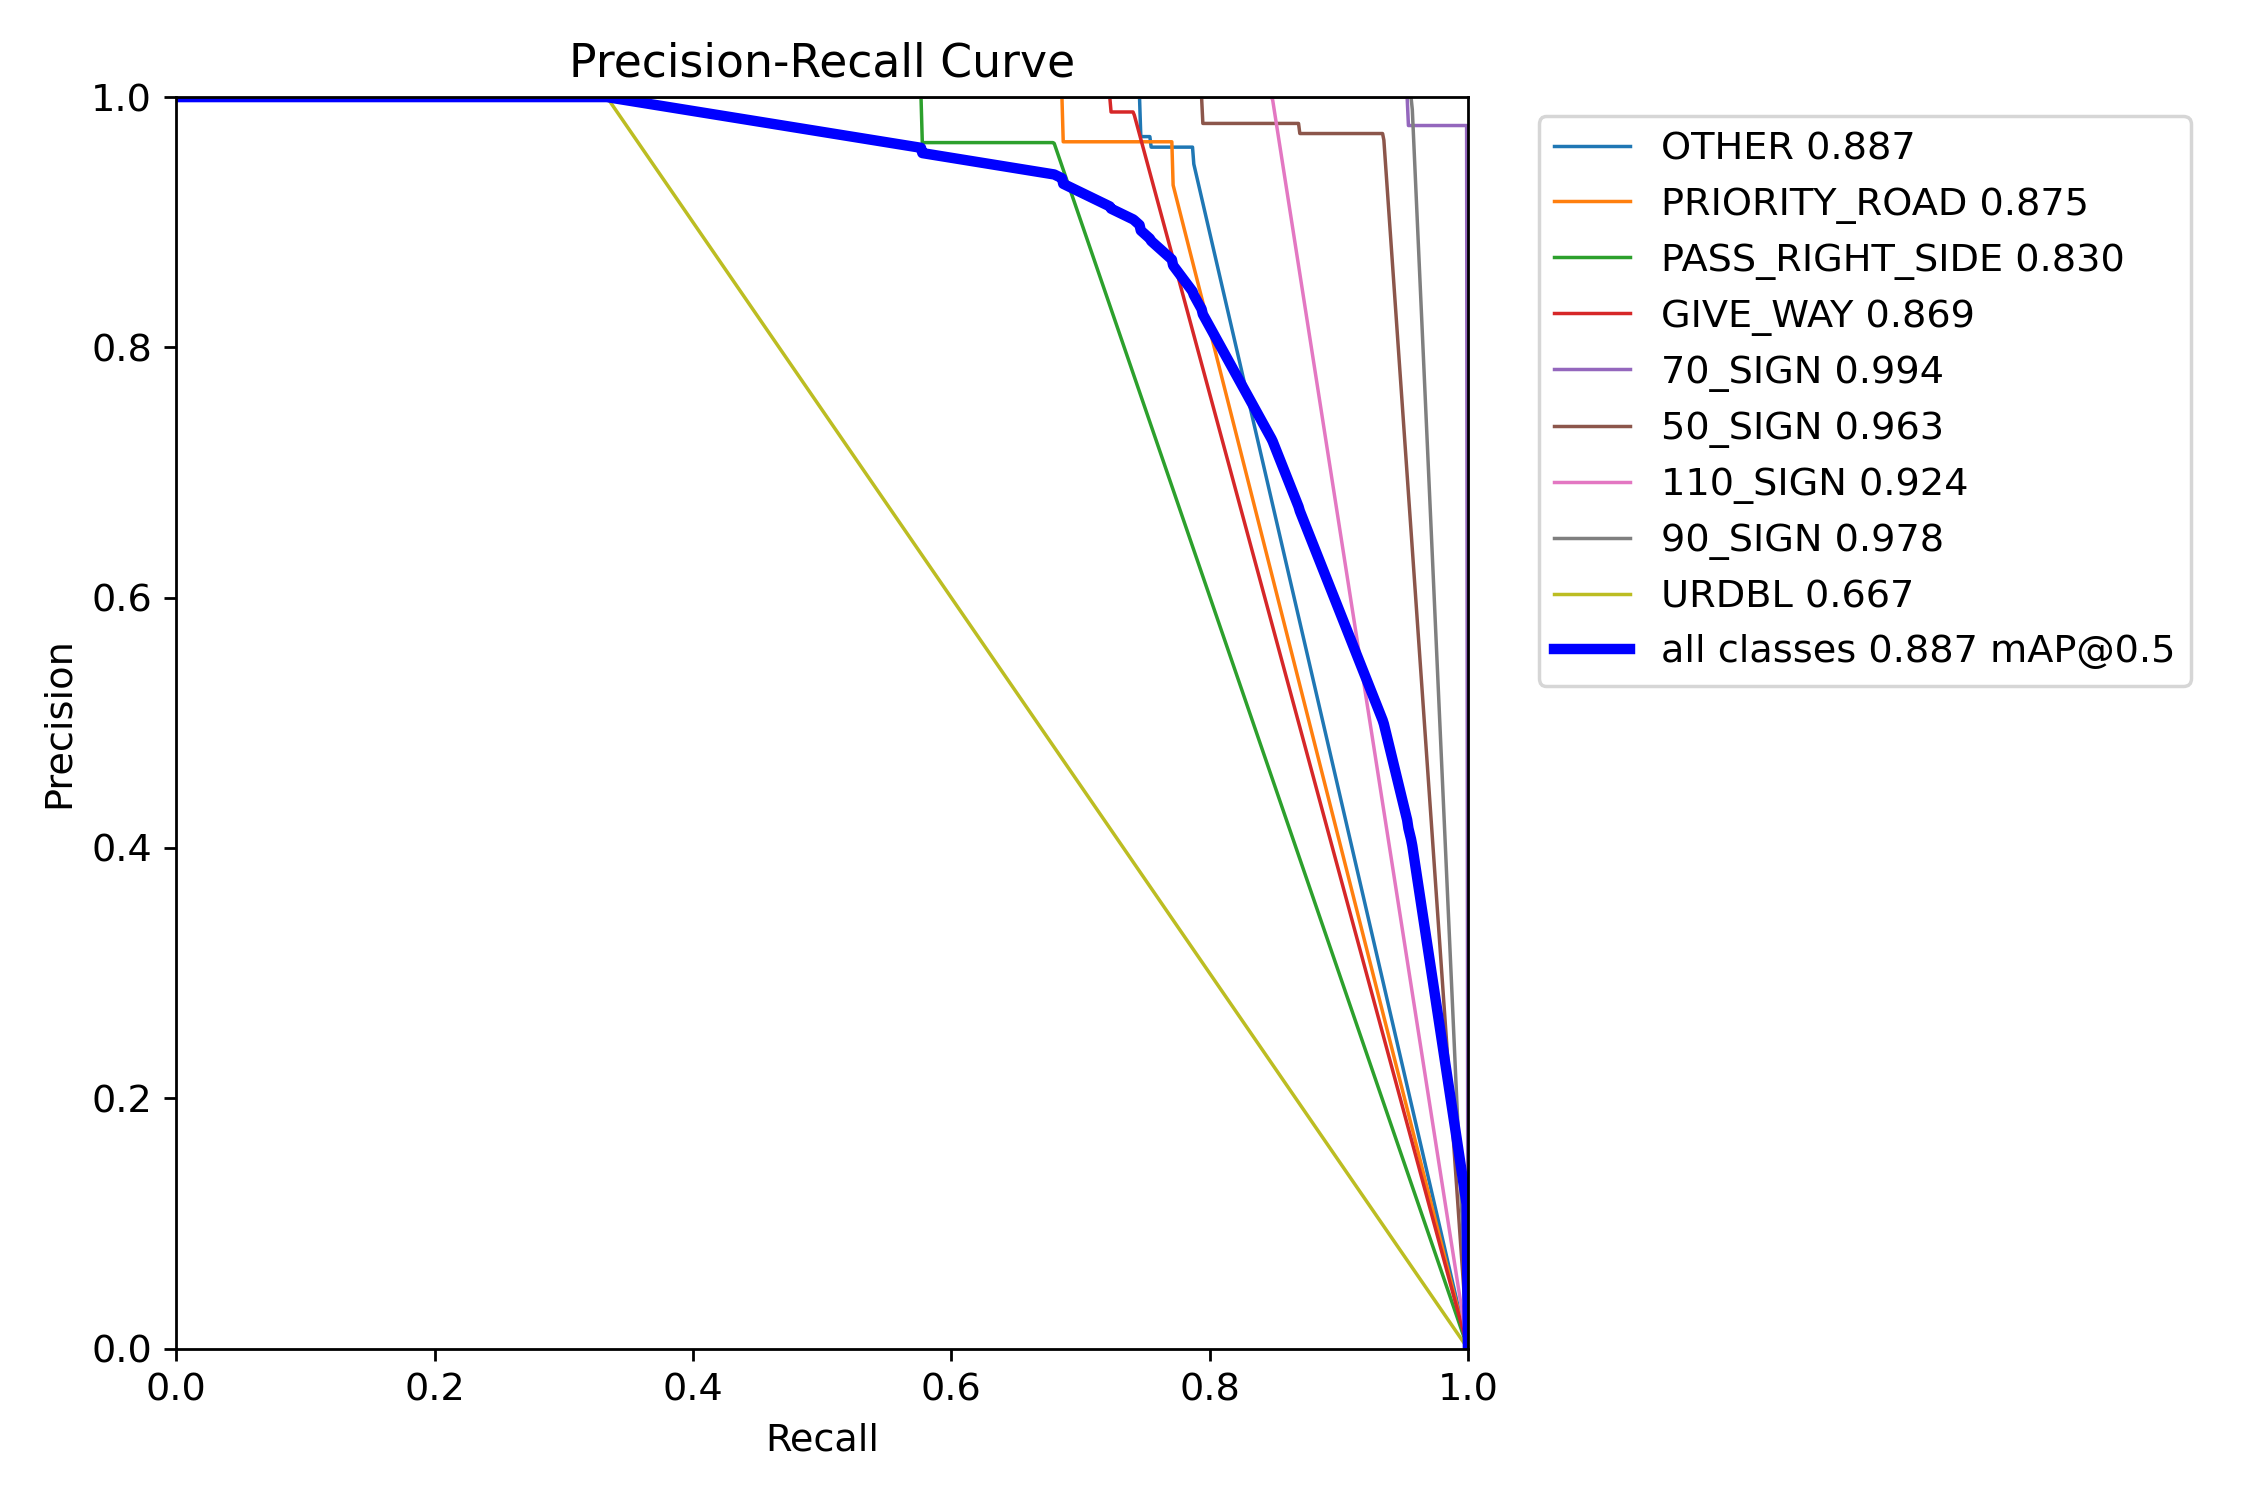 Precision-Recall Curve
1.0
0.8
0.6
0.4
0.2
0.0
Precision
0.0 0.2 0.4 0.6 0.8 1.0
Recall
OTHER 0.887
PRIORITY_ROAD 0.875
PASS_RIGHT_SIDE 0.830
GIVE_WAY 0.869
70_SIGN 0.994
50_SIGN 0.963
110_SIGN 0.924
90_SIGN 0.978
URDBL 0.667
all classes 0.887 mAP@0.5